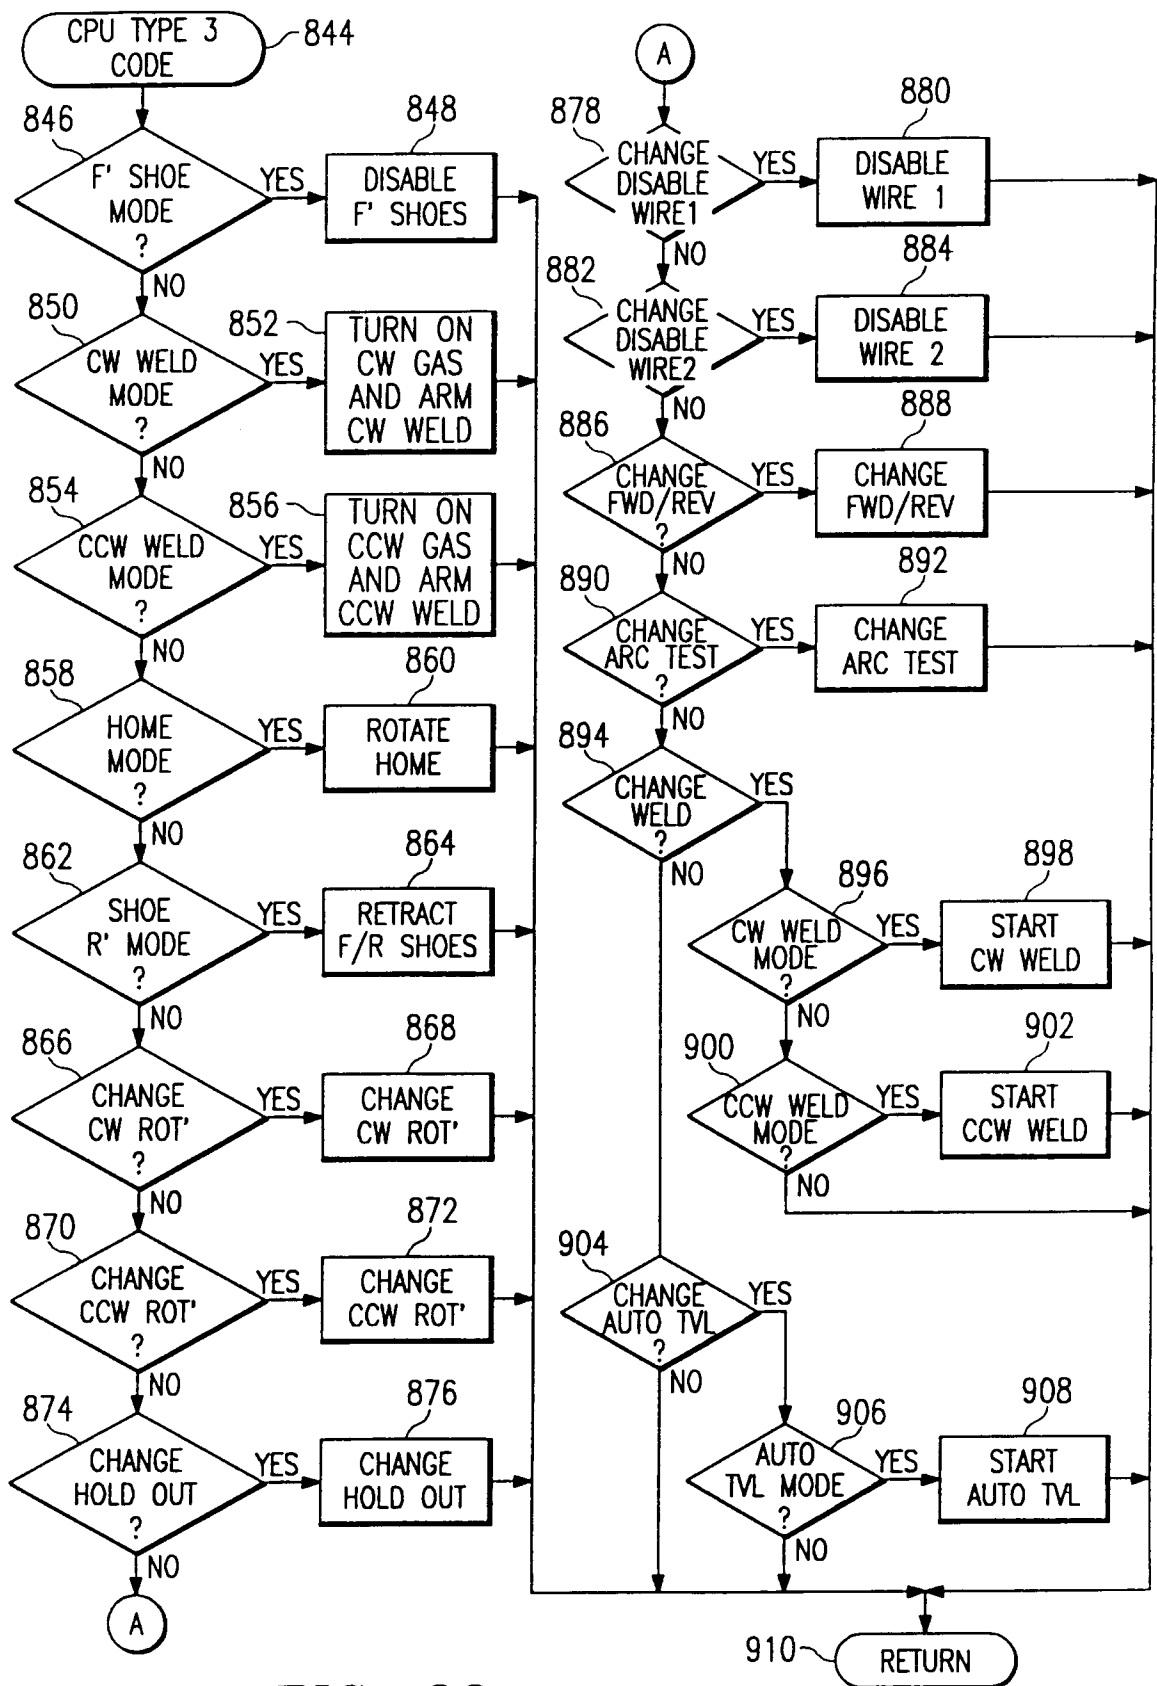 CPU TYPE 3
CODE
844
846
F' SHOE
MODE
?
YES
NO
848
DISABLE
F' SHOES
850
CW WELD
MODE
?
YES
NO
852
TURN ON
CW GAS
AND ARM
CW WELD
854
CCW WELD
MODE
?
YES
NO
856
TURN ON
CCW GAS
AND ARM
CCW WELD
858
HOME
MODE
?
YES
NO
860
ROTATE
HOME
862
SHOE
R' MODE
?
YES
NO
864
RETRACT
F/R SHOES
866
CHANGE
CW ROT'
?
YES
NO
868
CHANGE
CW ROT'
870
CHANGE
CCW ROT'
?
YES
NO
872
CHANGE
CCW ROT'
874
CHANGE
HOLD OUT
?
YES
NO
876
CHANGE
HOLD OUT
A
A
878
CHANGE
DISABLE
WIRE1
YES
NO
880
DISABLE
WIRE 1
882
CHANGE
DISABLE
WIRE2
YES
NO
884
DISABLE
WIRE 2
886
CHANGE
FWD/REV
?
YES
NO
888
CHANGE
FWD/REV
890
CHANGE
ARC TEST
?
YES
NO
892
CHANGE
ARC TEST
894
CHANGE
WELD
?
YES
NO
896
CW WELD
MODE
?
YES
NO
898
START
CW WELD
900
CCW WELD
MODE
?
YES
NO
902
START
CCW WELD
904
CHANGE
AUTO TVL
?
YES
NO
906
AUTO
TVL MODE
?
YES
NO
908
START
AUTO TVL
910
RETURN